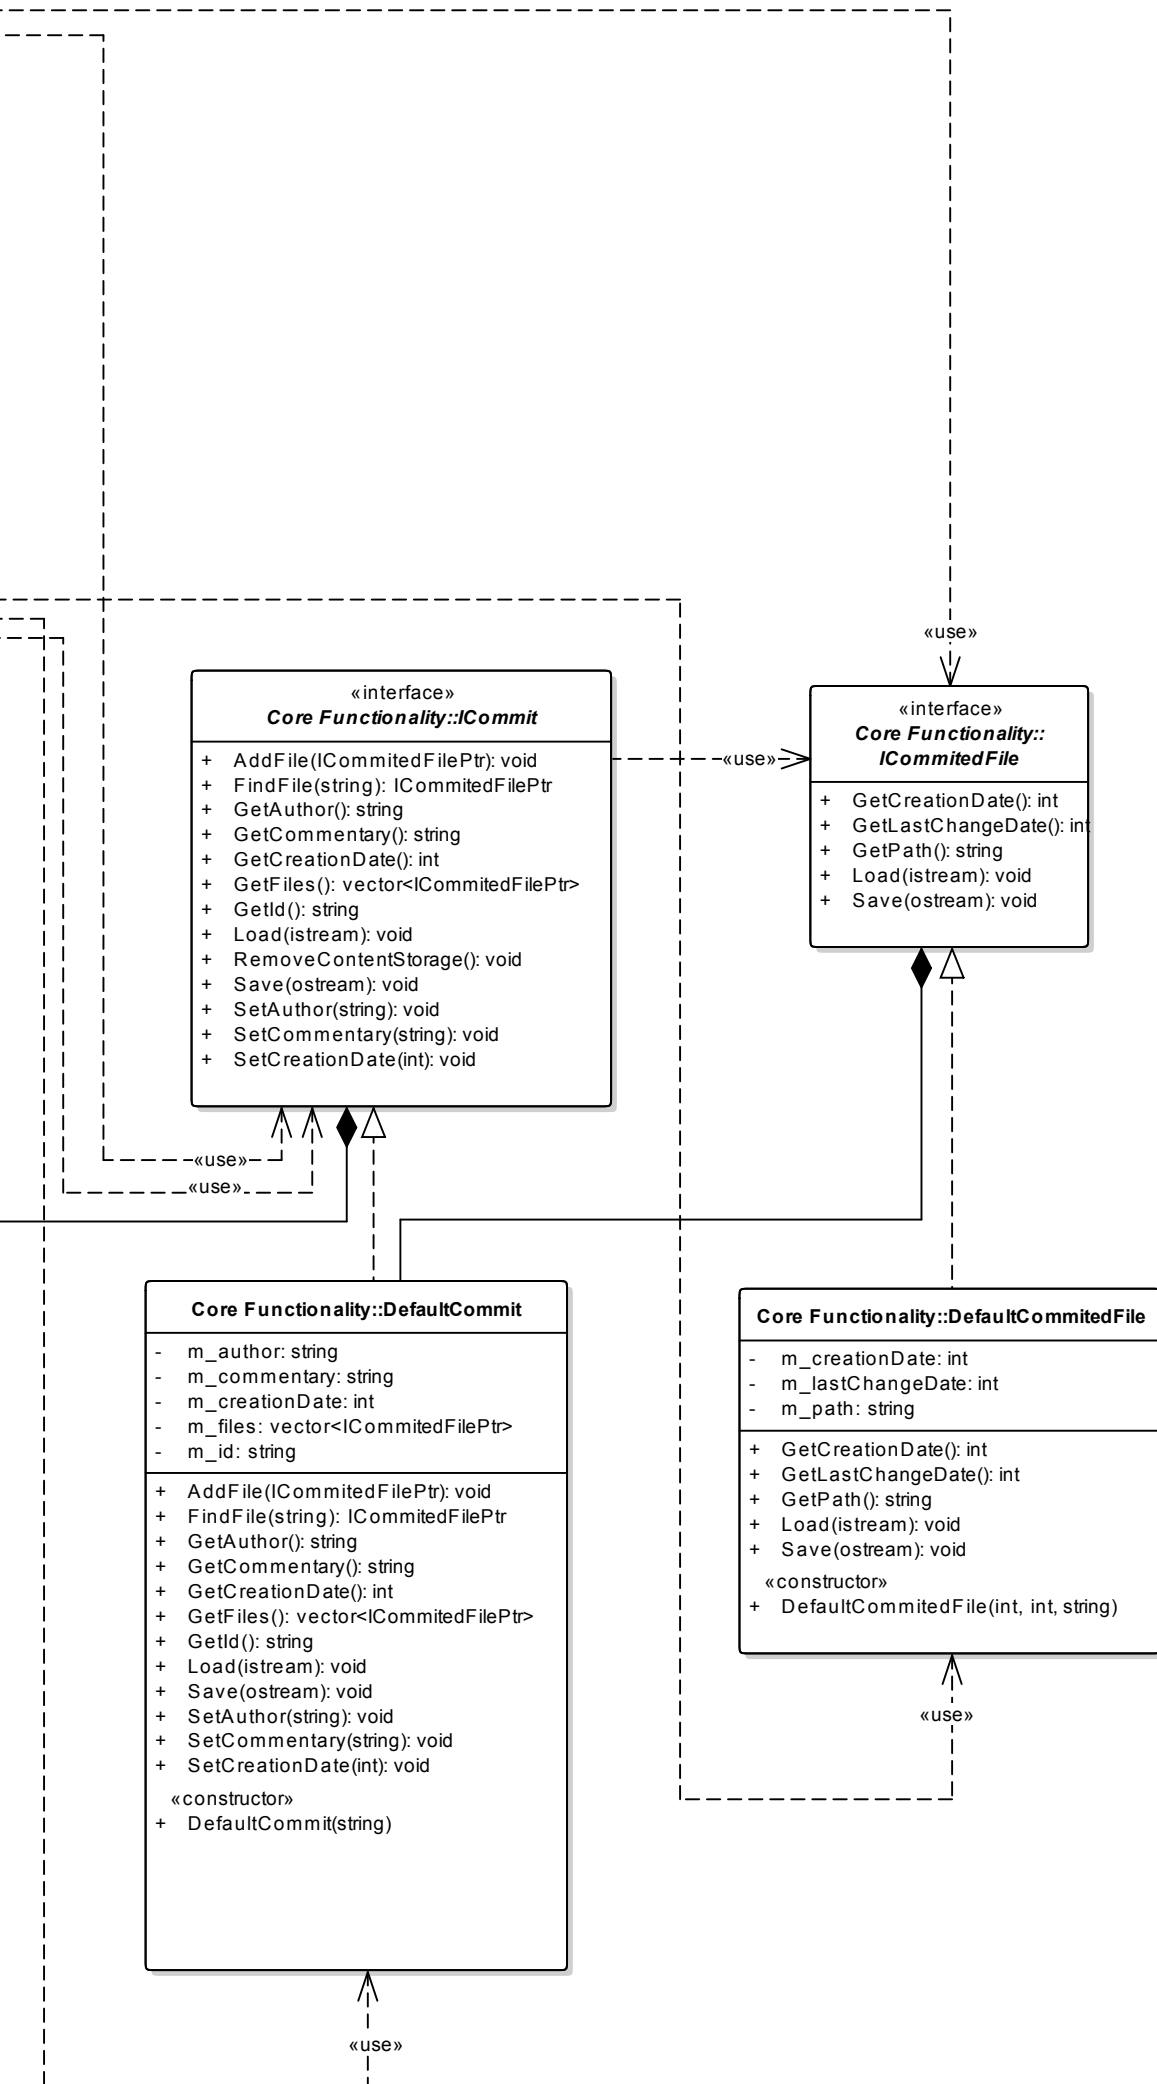 «use»
«interface»
Core Functionality::ICommit
+ AddFile(ICommitedFilePtr): void
+ FindFile(string): ICommitedFilePtr
+ GetAuthor(): string
+ GetCommentary(): string
+ GetCreationDate(): int
+ GetFiles(): vector<ICommitedFilePtr>
+ GetId(): string
+ Load(istream): void
+ RemoveContentStorage(): void
+ Save(ostream): void
+ SetAuthor(string): void
+ SetCommentary(string): void
+ SetCreationDate(int): void
«use»
«interface»
Core Functionality::
ICommitedFile
+ GetCreationDate(): int
+ GetLastChangeDate(): int
+ GetPath(): string
+ Load(istream): void
+ Save(ostream): void
«use»
«use»
Core Functionality::DefaultCommit
- m_author: string
- m_commentary: string
- m_creationDate: int
- m_files: vector<ICommitedFilePtr>
- m_id: string
+ AddFile(ICommitedFilePtr): void
+ FindFile(string): ICommitedFilePtr
+ GetAuthor(): string
+ GetCommentary(): string
+ GetCreationDate(): int
+ GetFiles(): vector<ICommitedFilePtr>
+ GetId(): string
+ Load(istream): void
+ Save(ostream): void
+ SetAuthor(string): void
+ SetCommentary(string): void
+ SetCreationDate(int): void
«constructor»
+ DefaultCommit(string)
Core Functionality::DefaultCommitedFile
- m_creationDate: int
- m_lastChangeDate: int
- m_path: string
+ GetCreationDate(): int
+ GetLastChangeDate(): int
+ GetPath(): string
+ Load(istream): void
+ Save(ostream): void
«constructor»
+ DefaultCommitedFile(int, int, string)
«use»
«use»